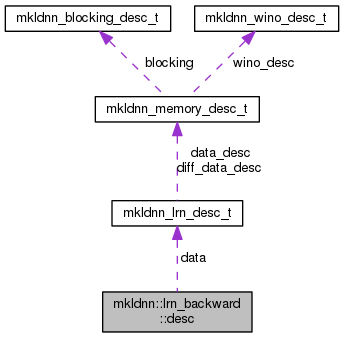 mkldnn_blocking_desc_t
mkldnn_wino_desc_t
blocking
wino_desc
mkldnn_memory_desc_t
data_desc
diff_data_desc
mkldnn_lrn_desc_t
data
mkldnn::lrn_backward
::desc